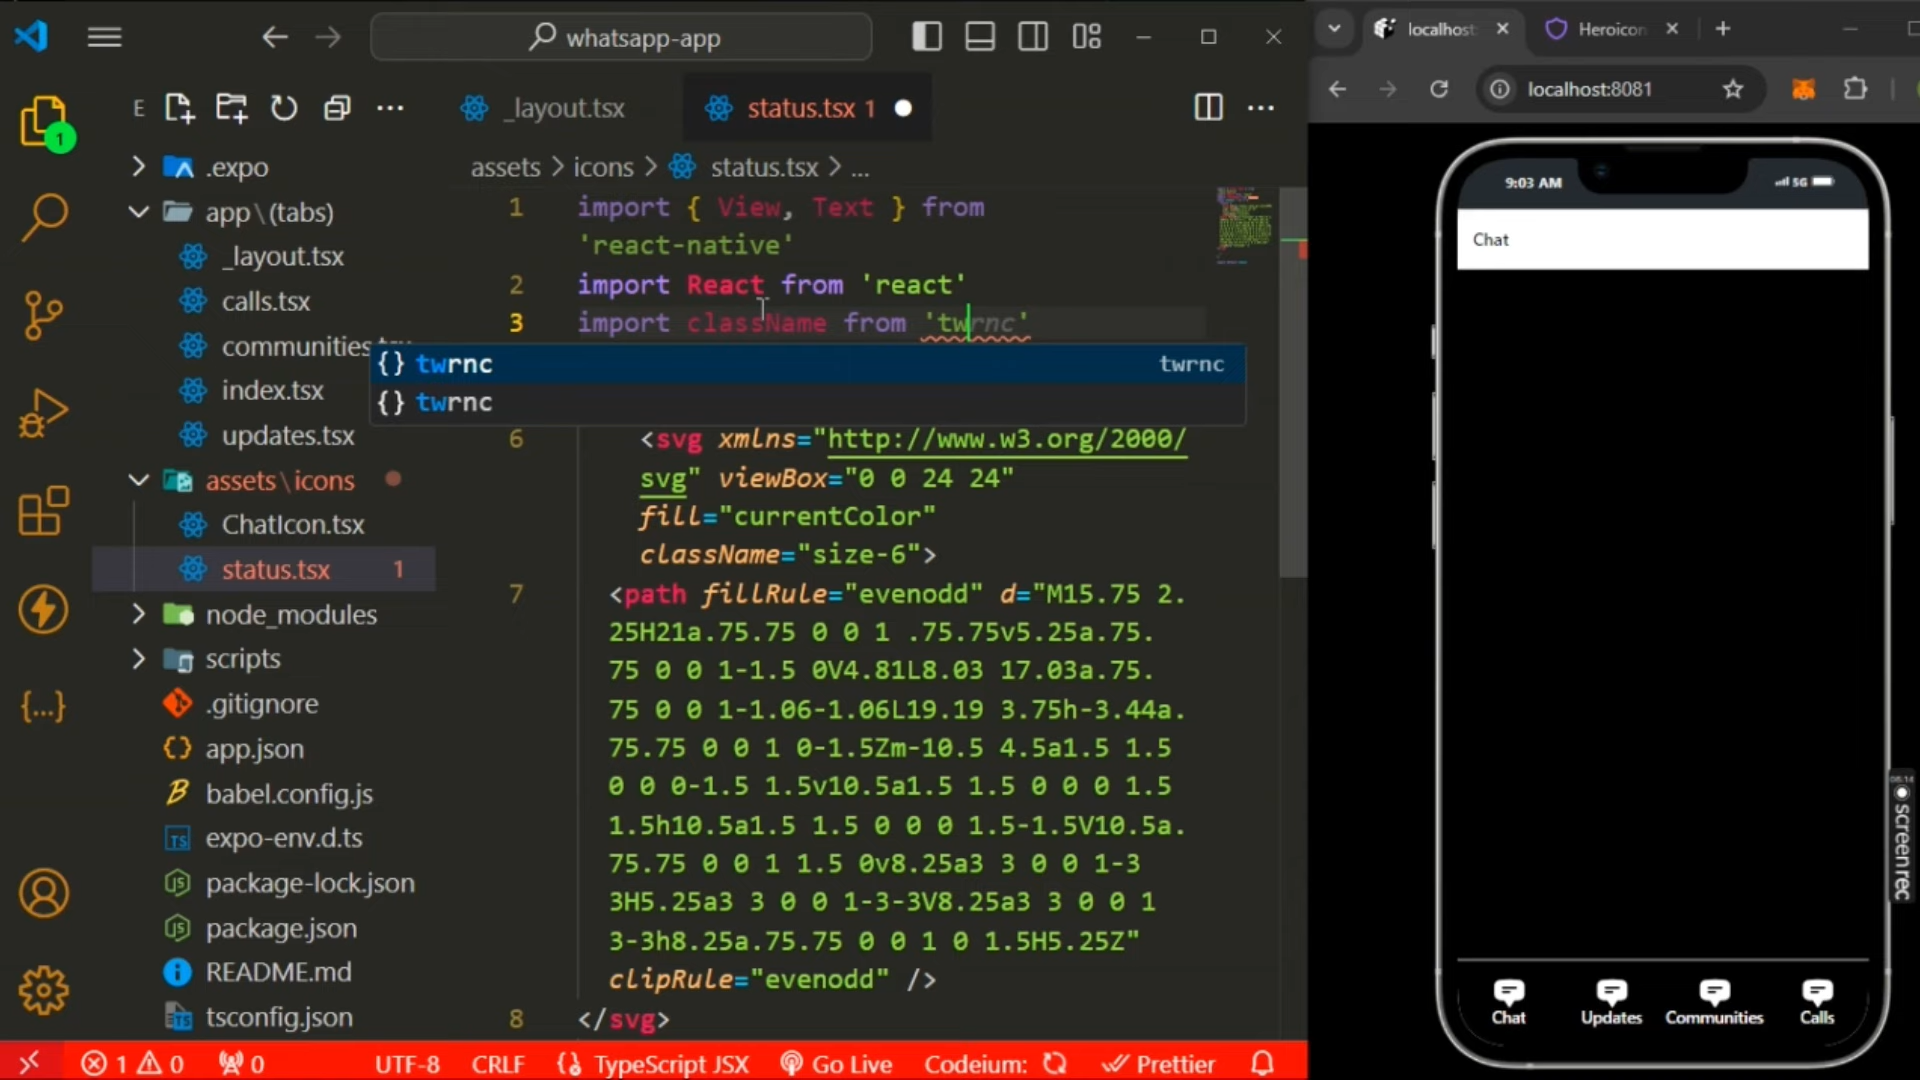 whatsapp-app
E
_layout.tsx
status.tsx 1
.expo
assets > icons > status.tsx > ...
app\(tabs)
_layout.tsx
calls.tsx
communities.tsx
index.tsx
updates.tsx
assets\icons
ChatIcon.tsx
status.tsx 1
node_modules
scripts
.gitignore
app.json
babel.config.js
expo-env.d.ts
package-lock.json
package.json
README.md
tsconfig.json
1 import { View, Text } from
'react-native'
2 import React from 'react'
3 import className from 'twrnc'
{} twrnc twrnc
{} twrnc
6 <svg xmlns="http://www.w3.org/2000/
svg" viewBox="0 0 24 24"
fill="currentColor"
className="size-6">
7 <path fillRule="evenodd" d="M15.75 2.
25H21a.75.75 0 0 1 .75.75v5.25a.75.
75 0 0 1-1.5 0V4.81L8.03 17.03a.75.
75 0 0 1-1.06-1.06L19.19 3.75h-3.44a.
75.75 0 0 1 0-1.5Zm-10.5 4.5a1.5 1.5
0 0 0-1.5 1.5v10.5a1.5 1.5 0 0 0 1.5
1.5h10.5a1.5 1.5 0 0 0 1.5-1.5V10.5a.
75.75 0 0 1 1.5 0v8.25a3 3 0 0 1-3
3H5.25a3 3 0 0 1-3-3V8.25a3 3 0 0 1
3-3h8.25a.75.75 0 0 1 0 1.5H5.25Z"
clipRule="evenodd" />
8 </svg>
1
1 0 0 UTF-8 CRLF TypeScript JSX Go Live Codeium: Prettier
localhost
Heroicon
localhost:8081
9:03 AM
5G
Chat
Chat Updates Communities Calls
screenrec